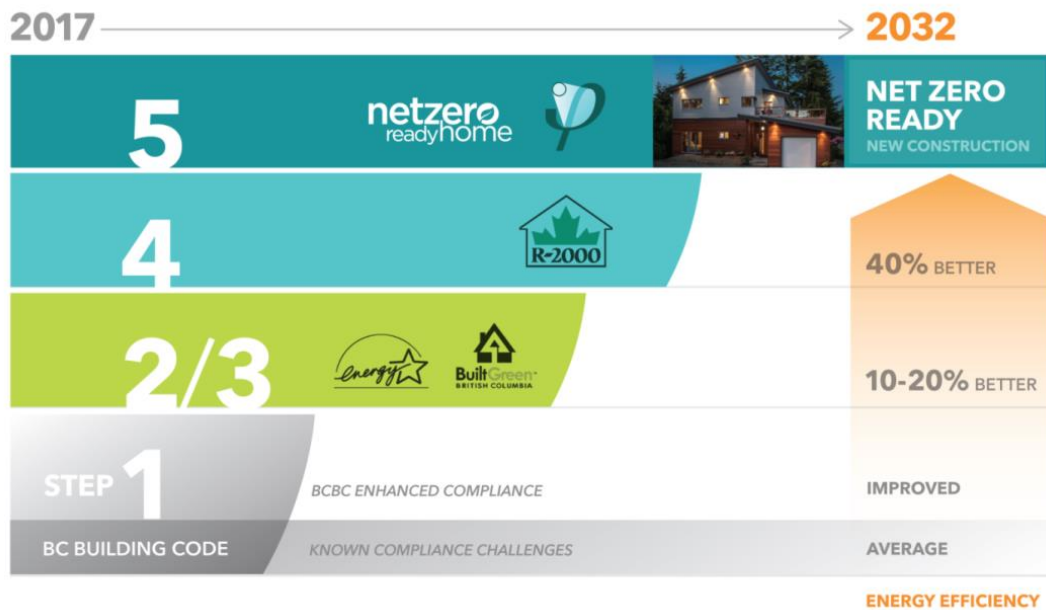 2017
2032
5
netzero
readyhome
NET ZERO
READY
NEW CONSTRUCTION
4
R-2000
40% BETTER
2/3
energy
BuiltGreen™
BRITISH COLUMBIA
10-20% BETTER
STEP 1
BCBC ENHANCED COMPLIANCE
IMPROVED
BC BUILDING CODE
KNOWN COMPLIANCE CHALLENGES
AVERAGE
ENERGY EFFICIENCY